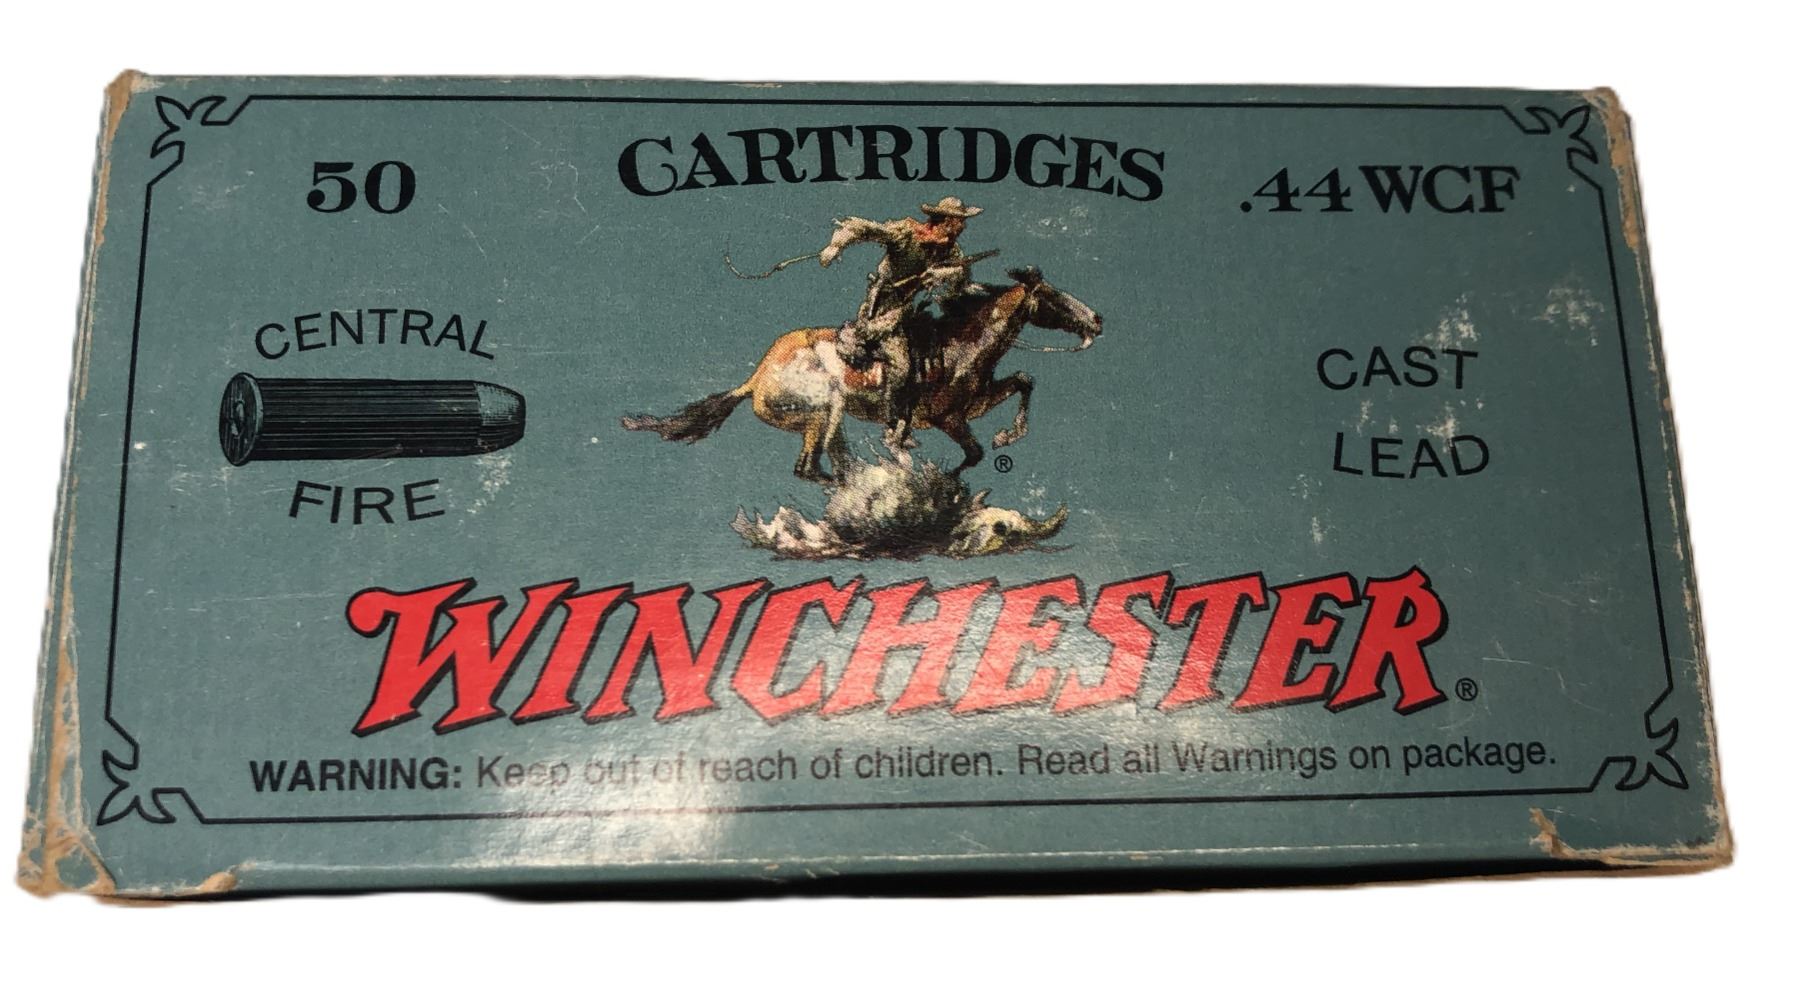 CARTRIDGES
50
.44 WCF
CENTRAL
FIRE
CAST
LEAD
®
WINCHESTER®
WARNING: Keep out of reach of children. Read all Warnings on package.